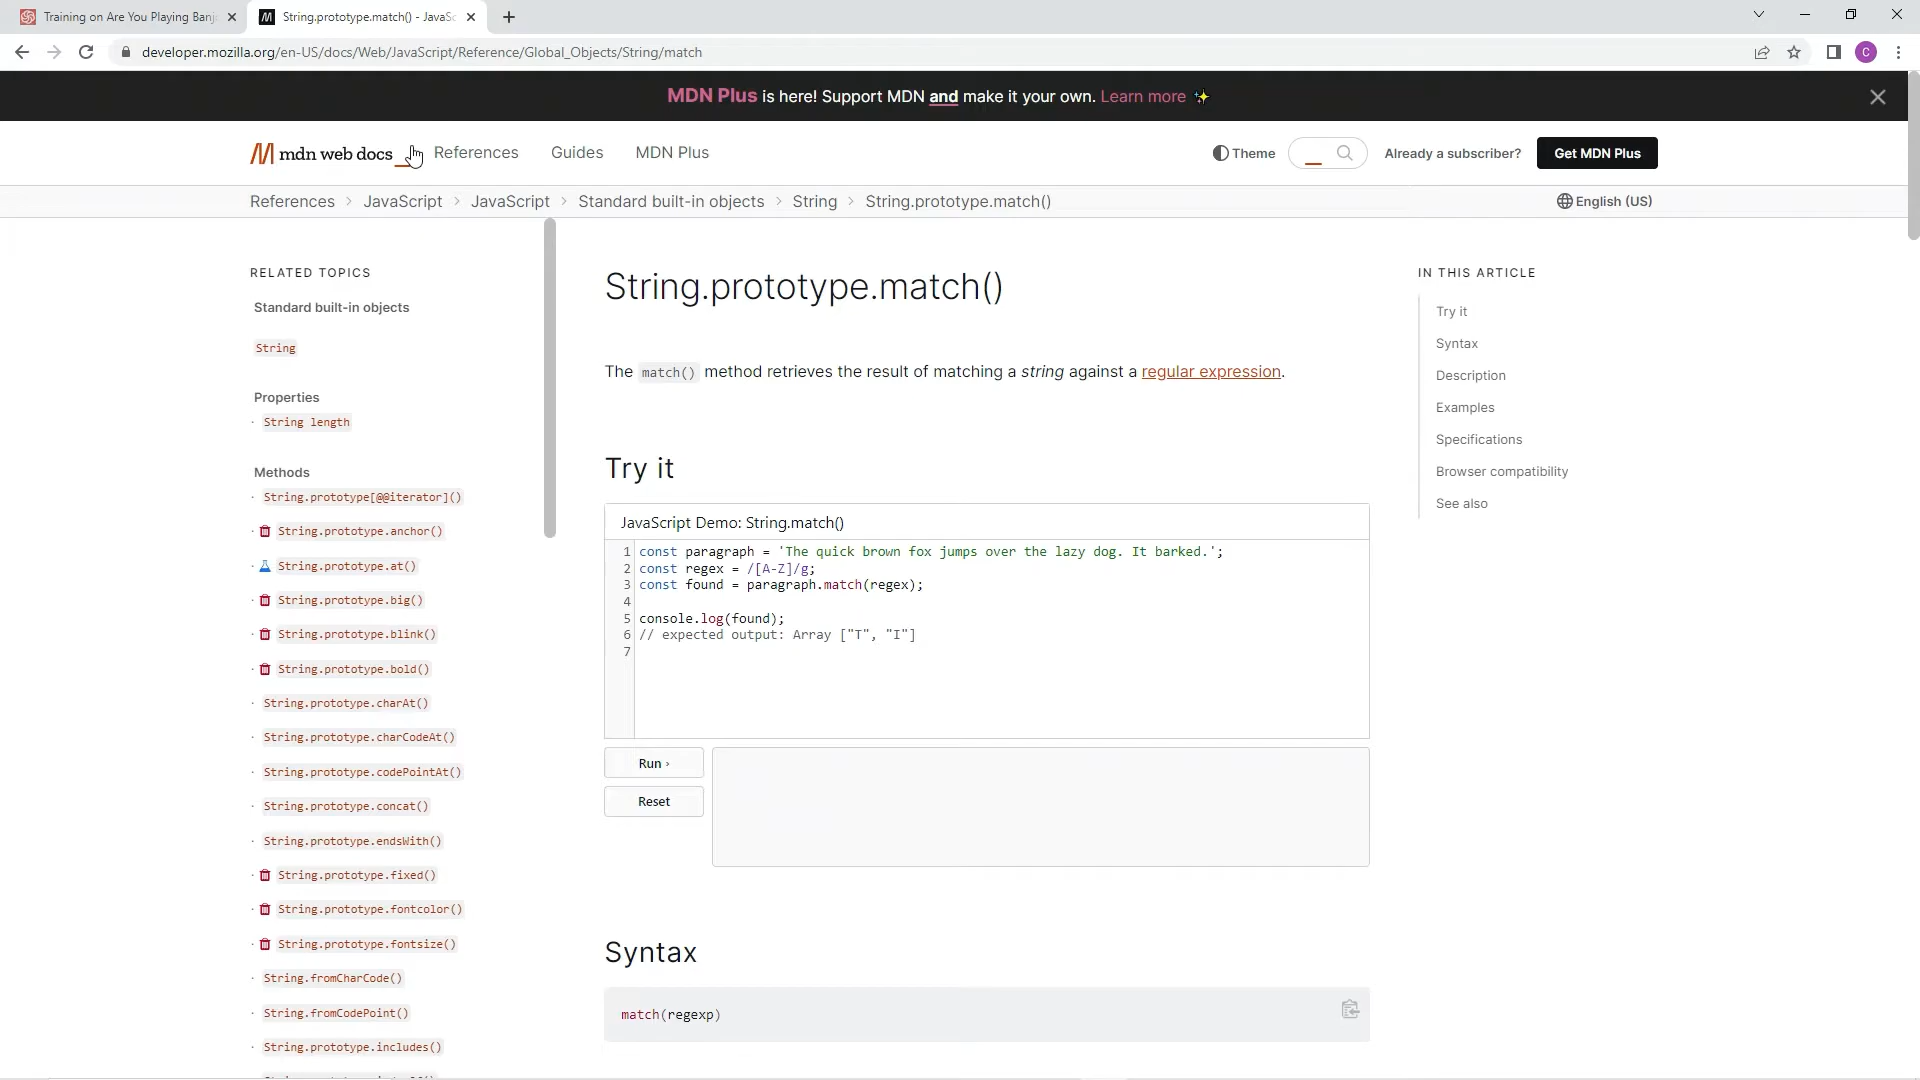 Training on Are You Playing Banj
String.prototype.match() - JavaSc
developer.mozilla.org/en-US/docs/Web/JavaScript/Reference/Global_Objects/String/match
C
MDN Plus is here! Support MDN and make it your own. Learn more ✨
mdn web docs
References
Guides
MDN Plus
Theme
Already a subscriber?
Get MDN Plus
References > JavaScript > JavaScript > Standard built-in objects > String > String.prototype.match()
English (US)
RELATED TOPICS
Standard built-in objects
String
Properties
String length
Methods
String.prototype[@@iterator]()
String.prototype.anchor()
String.prototype.at()
String.prototype.big()
String.prototype.blink()
String.prototype.bold()
String.prototype.charAt()
String.prototype.charCodeAt()
String.prototype.codePointAt()
String.prototype.concat()
String.prototype.endsWith()
String.prototype.fixed()
String.prototype.fontcolor()
String.prototype.fontsize()
String.fromCharCode()
String.fromCodePoint()
String.prototype.includes()
String.prototype.match()
The match() method retrieves the result of matching a string against a regular expression.
Try it
JavaScript Demo: String.match()
1 const paragraph = 'The quick brown fox jumps over the lazy dog. It barked.';
2 const regex = /[A-Z]/g;
3 const found = paragraph.match(regex);
4
5 console.log(found);
6 // expected output: Array ["T", "I"]
7
Run ›
Reset
Syntax
match(regexp)
IN THIS ARTICLE
Try it
Syntax
Description
Examples
Specifications
Browser compatibility
See also